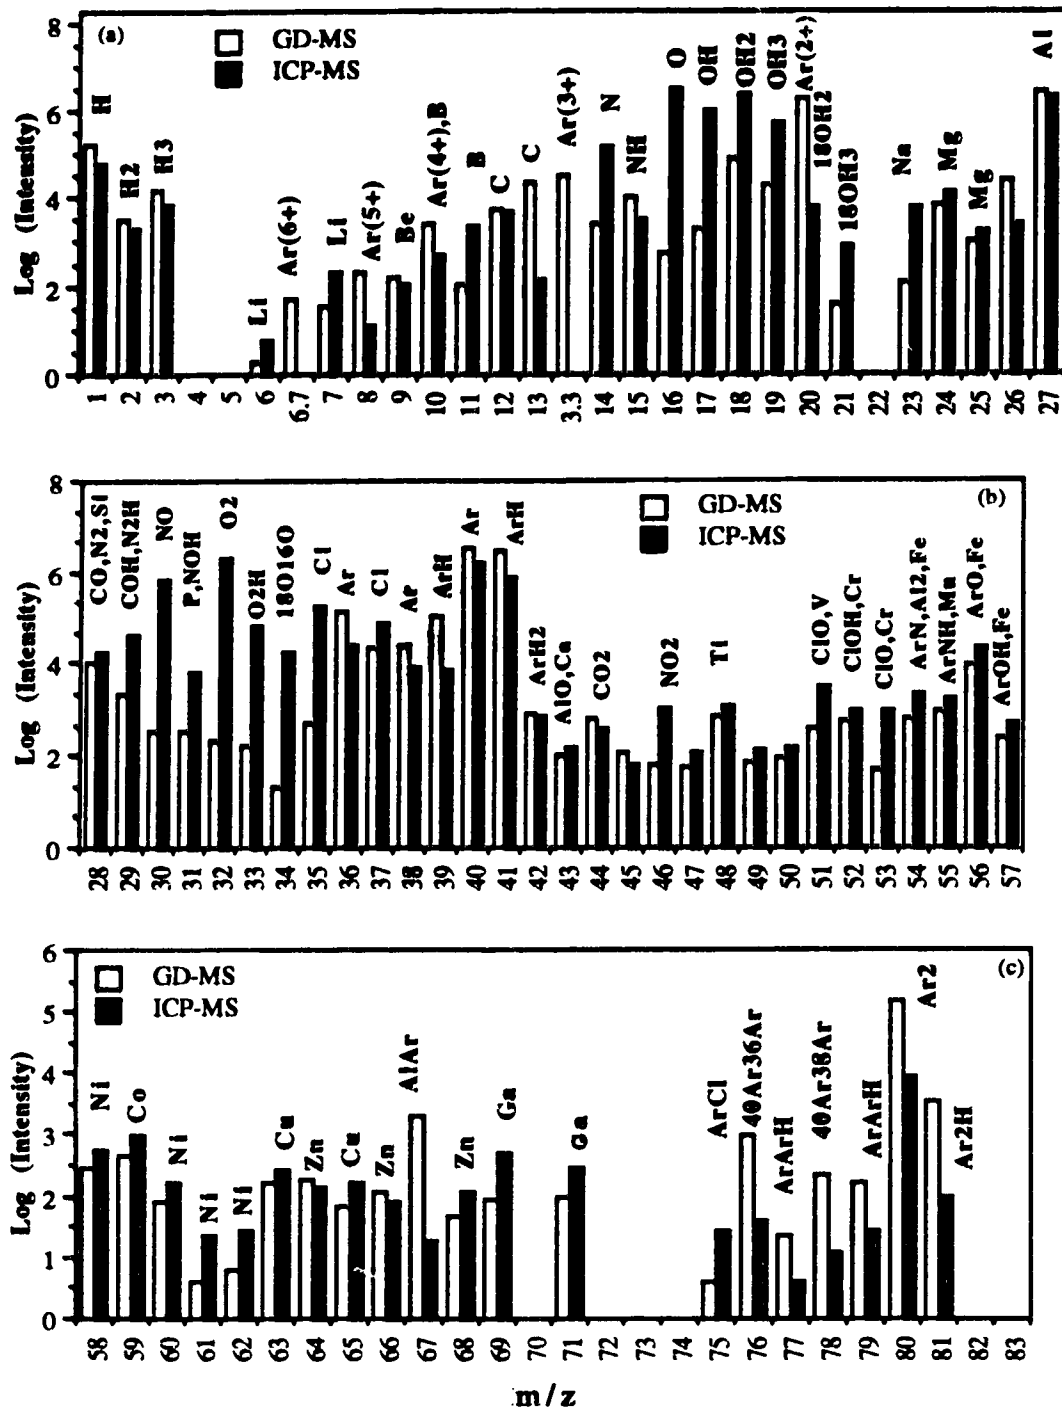 (a)
GD-MS
ICP-MS
Log (Intensity)
8
6
4
2
0
H
H2
H3
Li
Ar(6+)
Li
Ar(5+)
Be
Ar(4+),B
B
C
C
Ar(3+)
N
NH
O
OH
OH2
OH3
Ar(2+)
18OH2
18OH3
Na
Mg
Mg
Al
1 2 3 4 5 6 6.7 7 8 9 10 11 12 13 3.3 14 15 16 17 18 19 20 21 22 23 24 25 26 27
(b)
GD-MS
ICP-MS
Log (Intensity)
8
6
4
2
0
CO,N2,Si
COH,N2H
NO
P,NOH
O2
O2H
18O16O
Cl
Ar
Cl
Ar
ArH
Ar
ArH
ArH2
AlO,Ca
CO2
NO2
Ti
ClO,V
ClOH,Cr
ClO,Cr
ArN,Al2,Fe
ArNH,Mn
ArO,Fe
ArOH,Fe
28 29 30 31 32 33 34 35 36 37 38 39 40 41 42 43 44 45 46 47 48 49 50 51 52 53 54 55 56 57
(c)
GD-MS
ICP-MS
Log (Intensity)
6
5
4
3
2
1
0
Ni
Co
Ni
Ni
Ni
Cu
Zn
Cu
Zn
AlAr
Zn
Ga
Ga
ArCl
40Ar36Ar
ArArH
40Ar38Ar
ArArH
Ar2
Ar2H
58 59 60 61 62 63 64 65 66 67 68 69 70 71 72 73 74 75 76 77 78 79 80 81 82 83
m/z